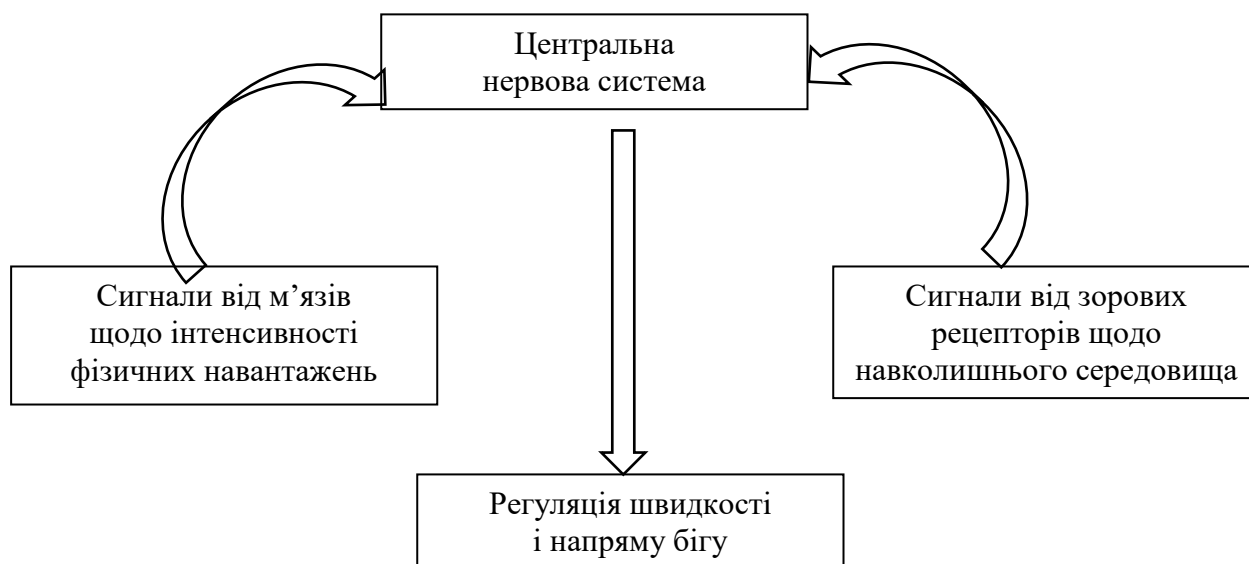 Центральна
нервова система
Сигнали від м’язів
щодо інтенсивності
фізичних навантажень
Сигнали від зорових
рецепторів щодо
навколишнього середовища
Регуляція швидкості
і напряму бігу